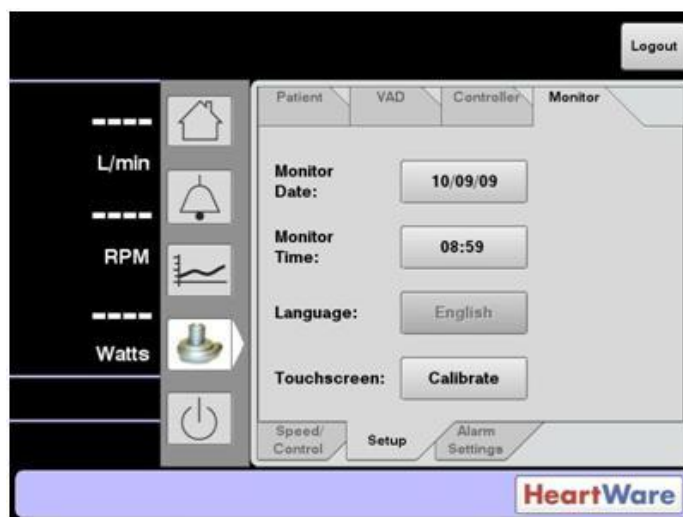 Logout
Patient VAD Controller Monitor
----
L/min
----
RPM
----
Watts
Monitor
Date:
10/09/09
Monitor
Time:
08:59
Language:
English
Touchscreen:
Calibrate
Speed/
Control
Setup
Alarm
Settings
HeartWare